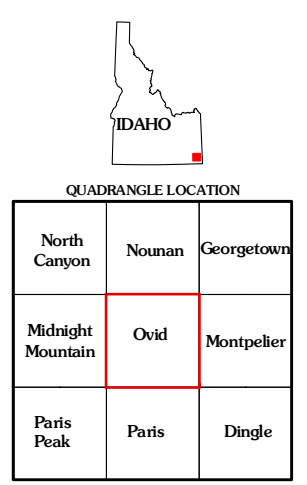 IDAHO
QUADRANGLE LOCATION
North
Canyon
Nounan
Georgetown
Midnight
Mountain
Ovid
Montpelier
Paris
Peak
Paris
Dingle